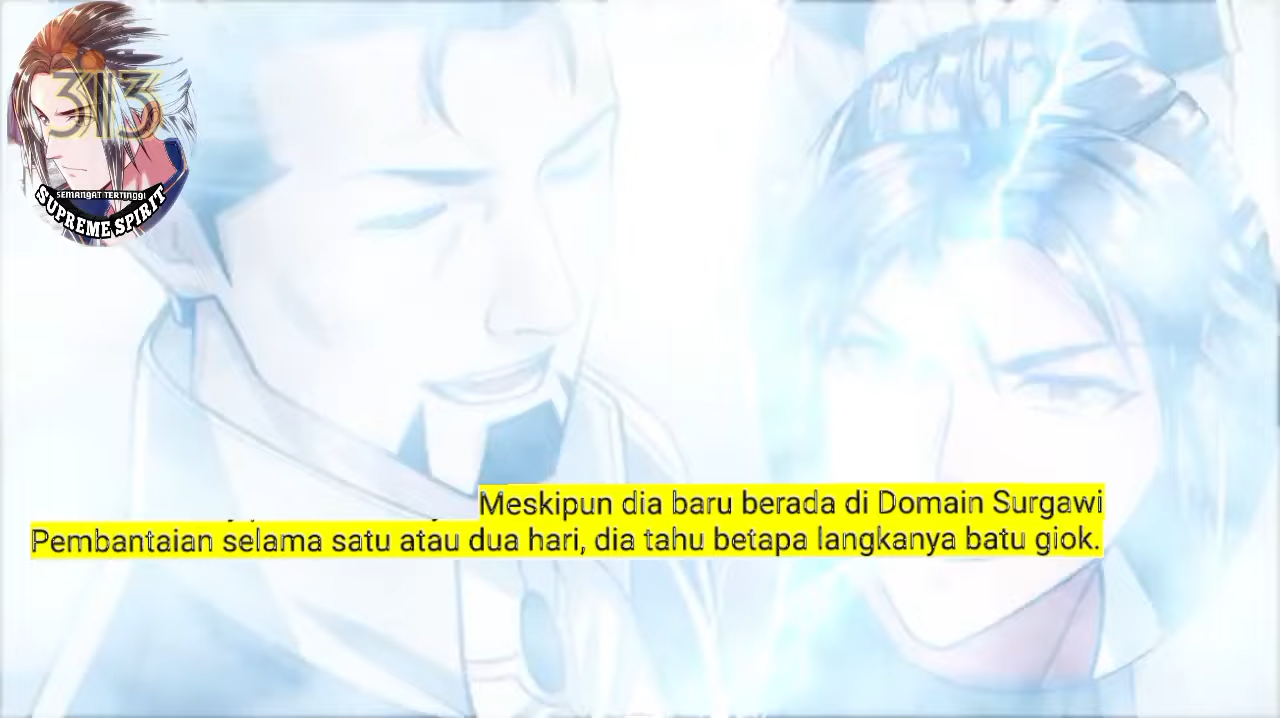 313
SEMANGAT TERTINGGI
SUPREME SPIRIT
Meskipun dia baru berada di Domain Surgawi
Pembantaian selama satu atau dua hari, dia tahu betapa langkanya batu giok.